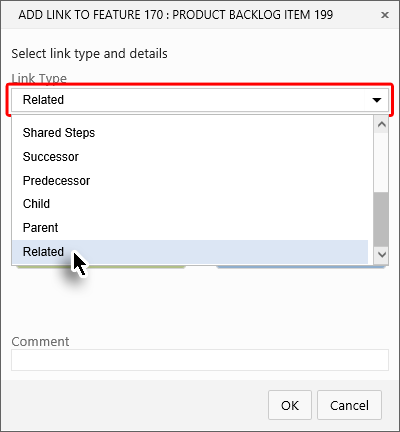 ADD LINK TO FEATURE 170 : PRODUCT BACKLOG ITEM 199
Select link type and details
Link Type
Related
Shared Steps
Successor
Predecessor
Child
Parent
Related
Comment
OK
Cancel